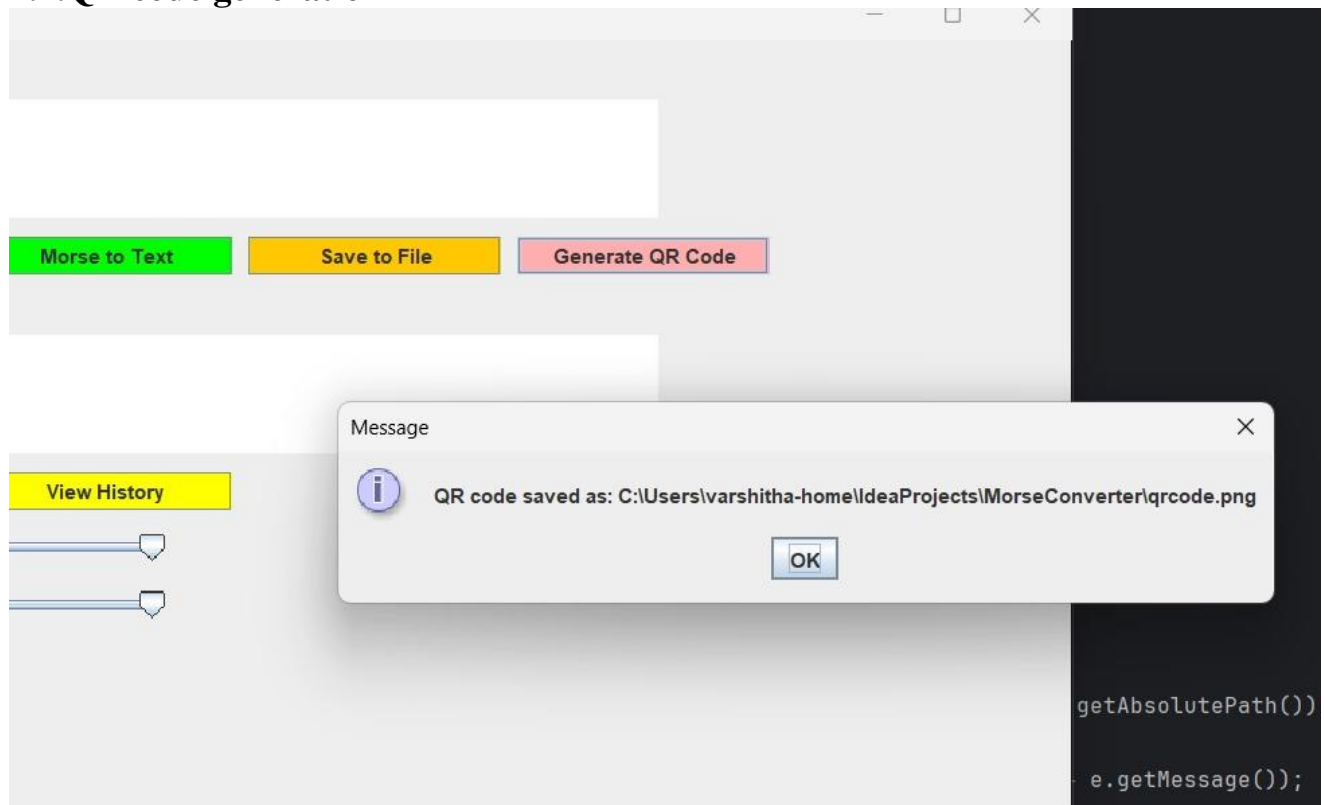 Morse to Text
Save to File
Generate QR Code
Message
QR code saved as: C:\Users\varshitha-home\IdeaProjects\MorseConverter\qrcode.png
View History
OK
getAbsolutePath())
e.getMessage());